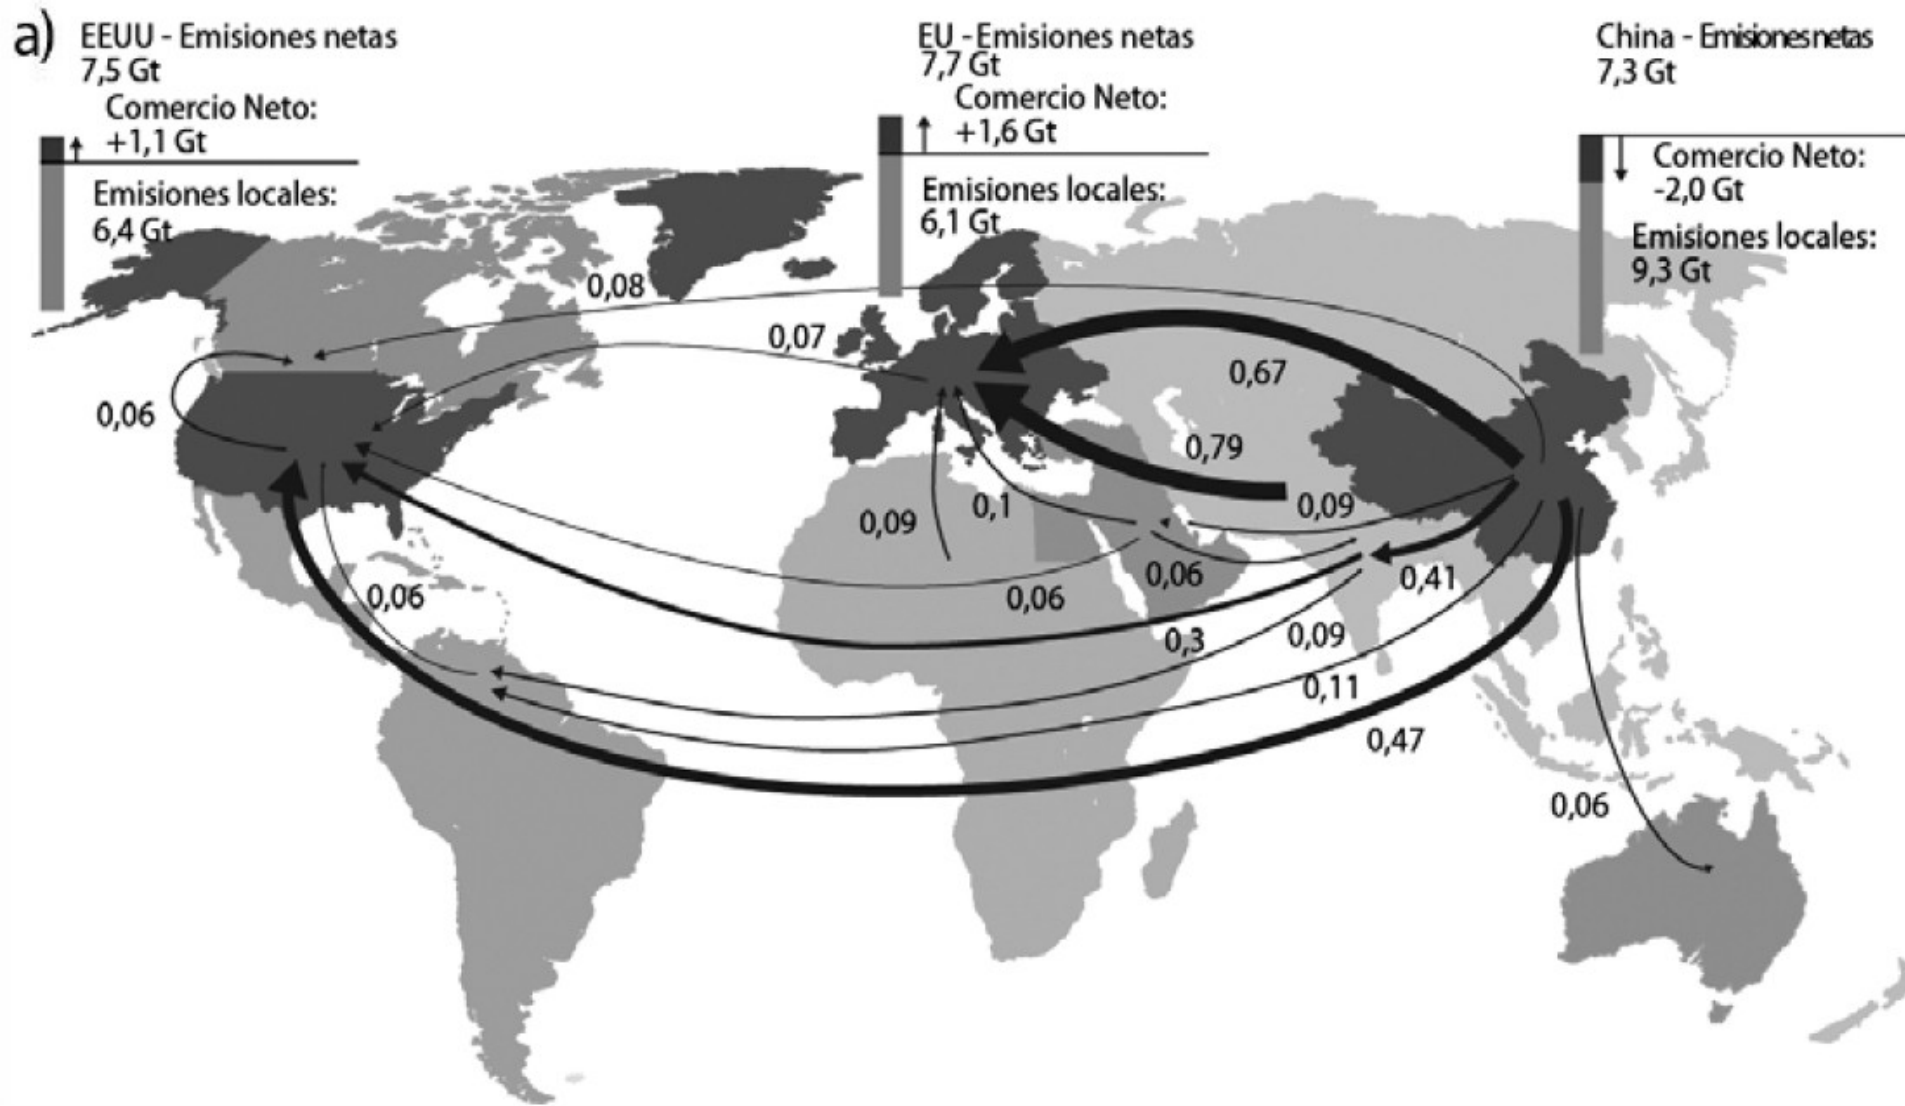 a)
EEUU - Emisiones netas
7,5 Gt
Comercio Neto:
+1,1 Gt
Emisiones locales:
6,4 Gt
EU - Emisiones netas
7,7 Gt
Comercio Neto:
+1,6 Gt
Emisiones locales:
6,1 Gt
China - Emisiones netas
7,3 Gt
Comercio Neto:
-2,0 Gt
Emisiones locales:
9,3 Gt
0,08
0,07
0,67
0,06
0,79
0,09
0,1
0,09
0,06
0,06
0,06
0,41
0,3
0,09
0,11
0,47
0,06